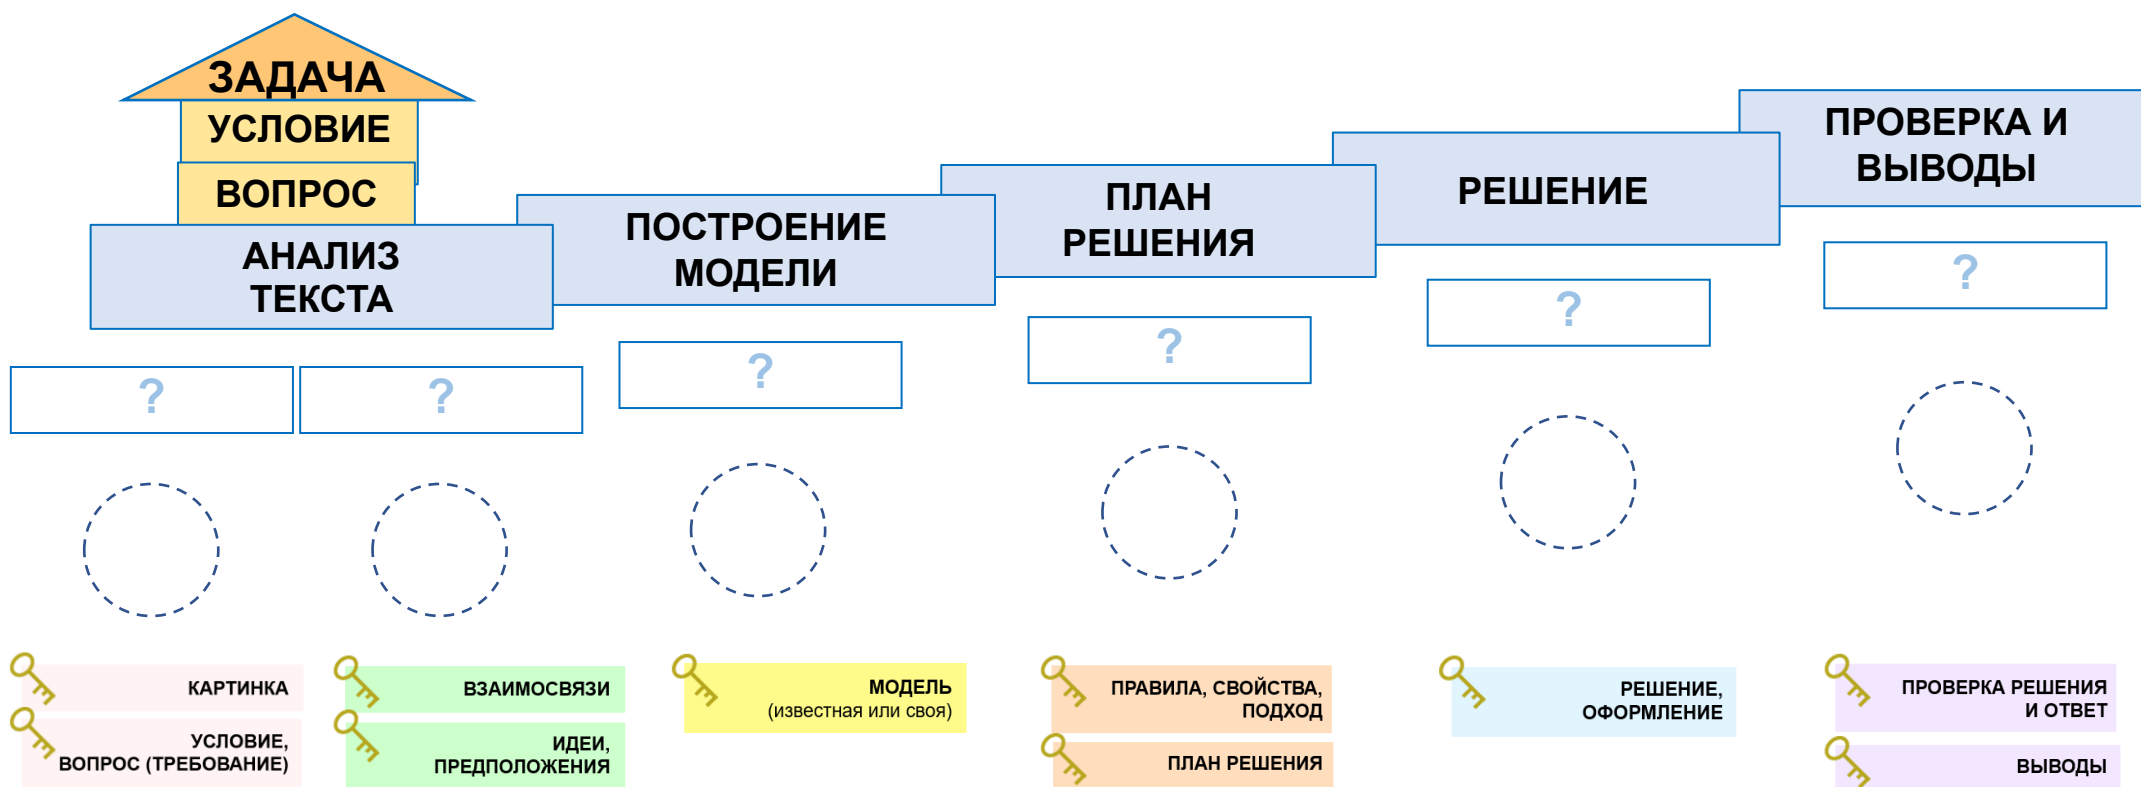 ЗАДАЧА
УСЛОВИЕ
ВОПРОС
АНАЛИЗ
ТЕКСТА
ПОСТРОЕНИЕ
МОДЕЛИ
ПЛАН
РЕШЕНИЯ
РЕШЕНИЕ
ПРОВЕРКА И
ВЫВОДЫ
?
?
?
?
?
?
КАРТИНКА
УСЛОВИЕ,
ВОПРОС (ТРЕБОВАНИЕ)
ВЗАИМОСВЯЗИ
ИДЕИ,
ПРЕДПОЛОЖЕНИЯ
МОДЕЛЬ
(известная или своя)
ПРАВИЛА, СВОЙСТВА,
ПОДХОД
ПЛАН РЕШЕНИЯ
РЕШЕНИЕ,
ОФОРМЛЕНИЕ
ПРОВЕРКА РЕШЕНИЯ
И ОТВЕТ
ВЫВОДЫ